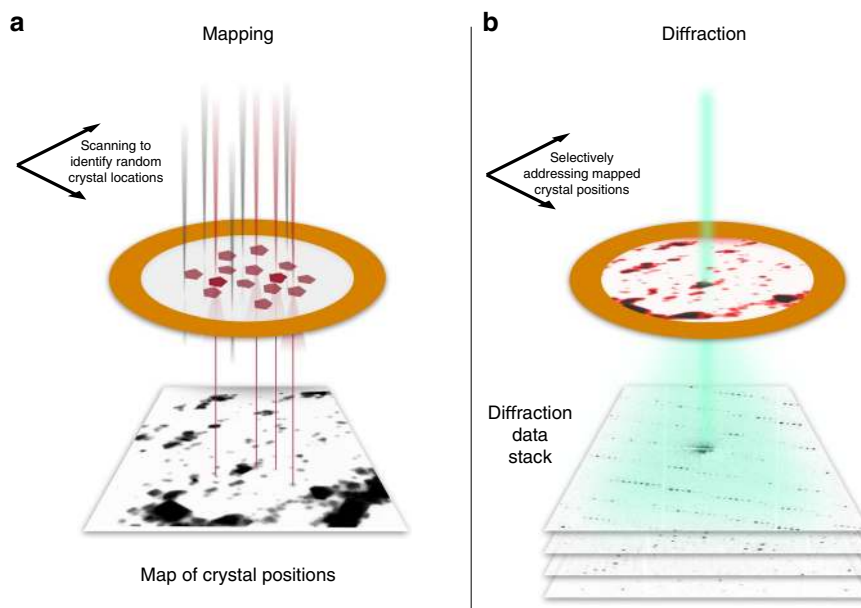 a
Mapping
Scanning to
identify random
crystal locations
Map of crystal positions
b
Diffraction
Selectively
addressing mapped
crystal positions
Diffraction
data
stack